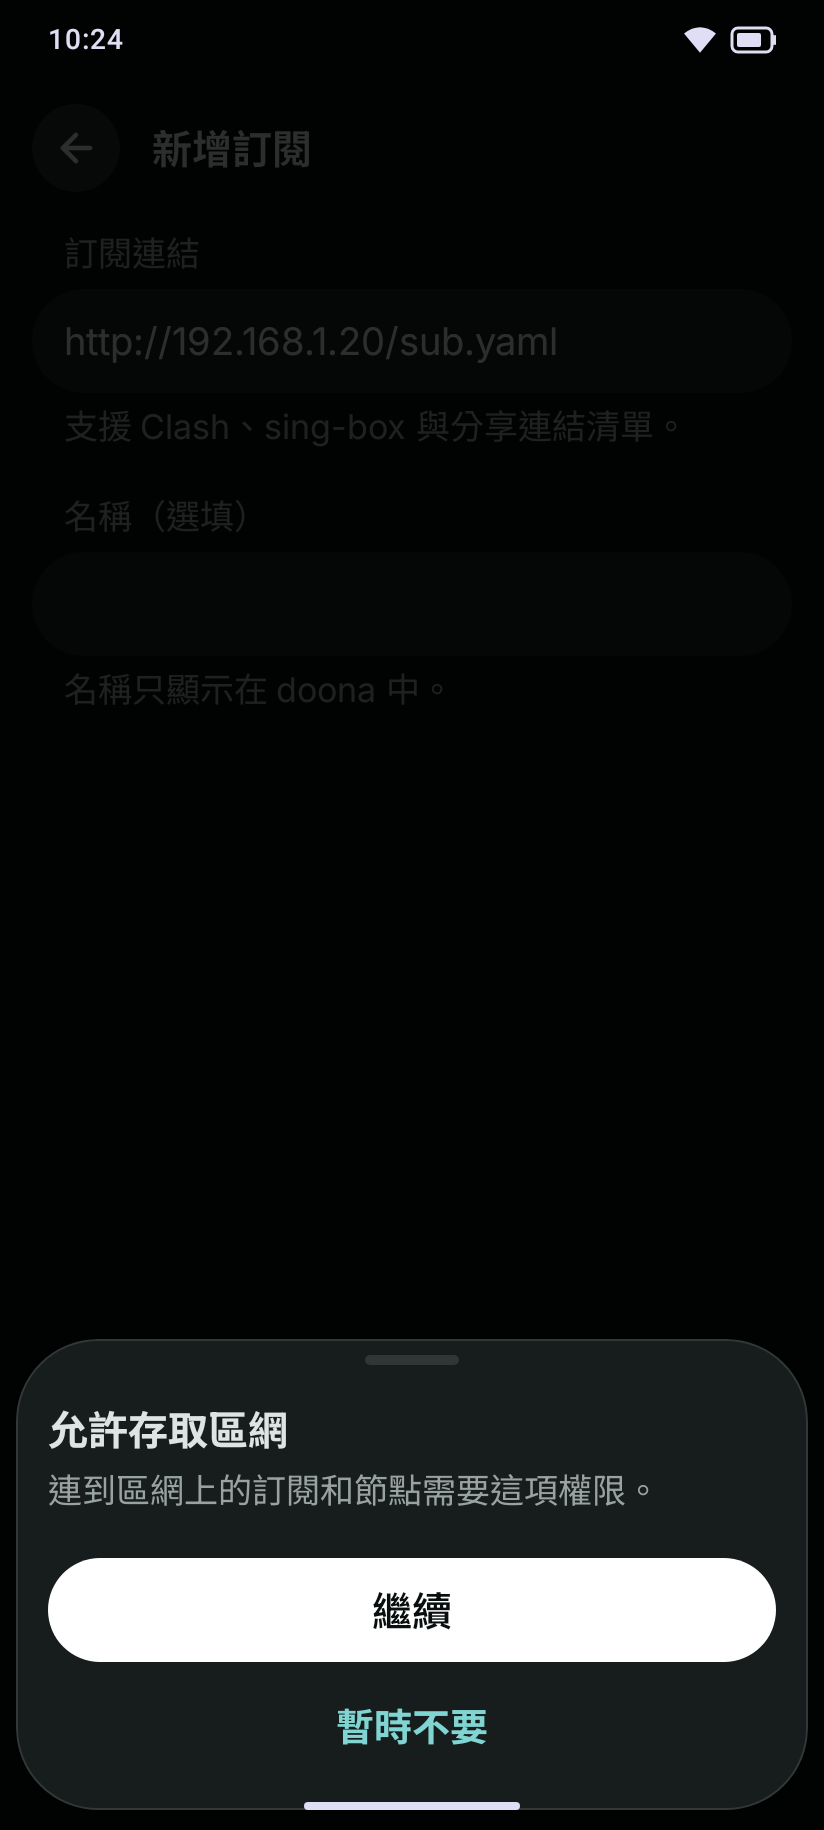 10:24
新增訂閱
訂閱連結
http://192.168.1.20/sub.yaml
支援 Clash、sing-box 與分享連結清單。
名稱（選填）
名稱只顯示在 doona 中。
允許存取區網
連到區網上的訂閱和節點需要這項權限。
繼續
暫時不要